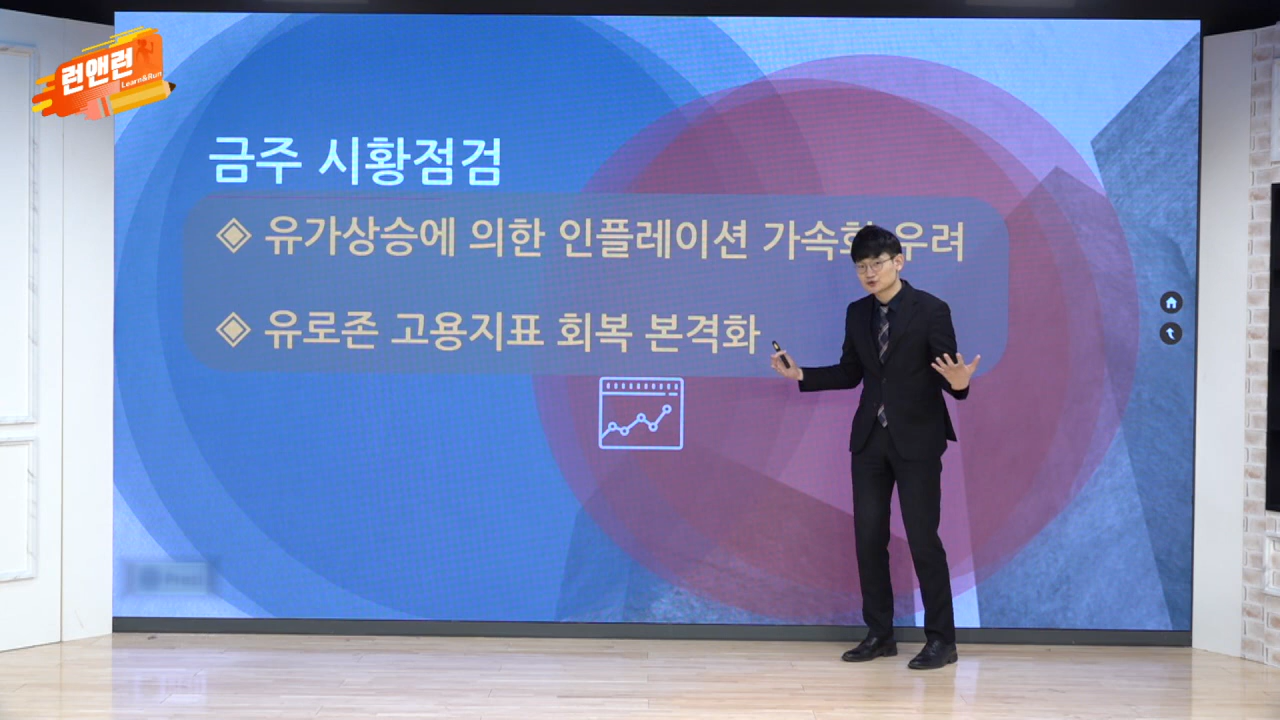 런앤런
Learn&Run
금주 시황점검
◈ 유가상승에 의한 인플레이션 가속화 우려
◈ 유로존 고용지표 회복 본격화